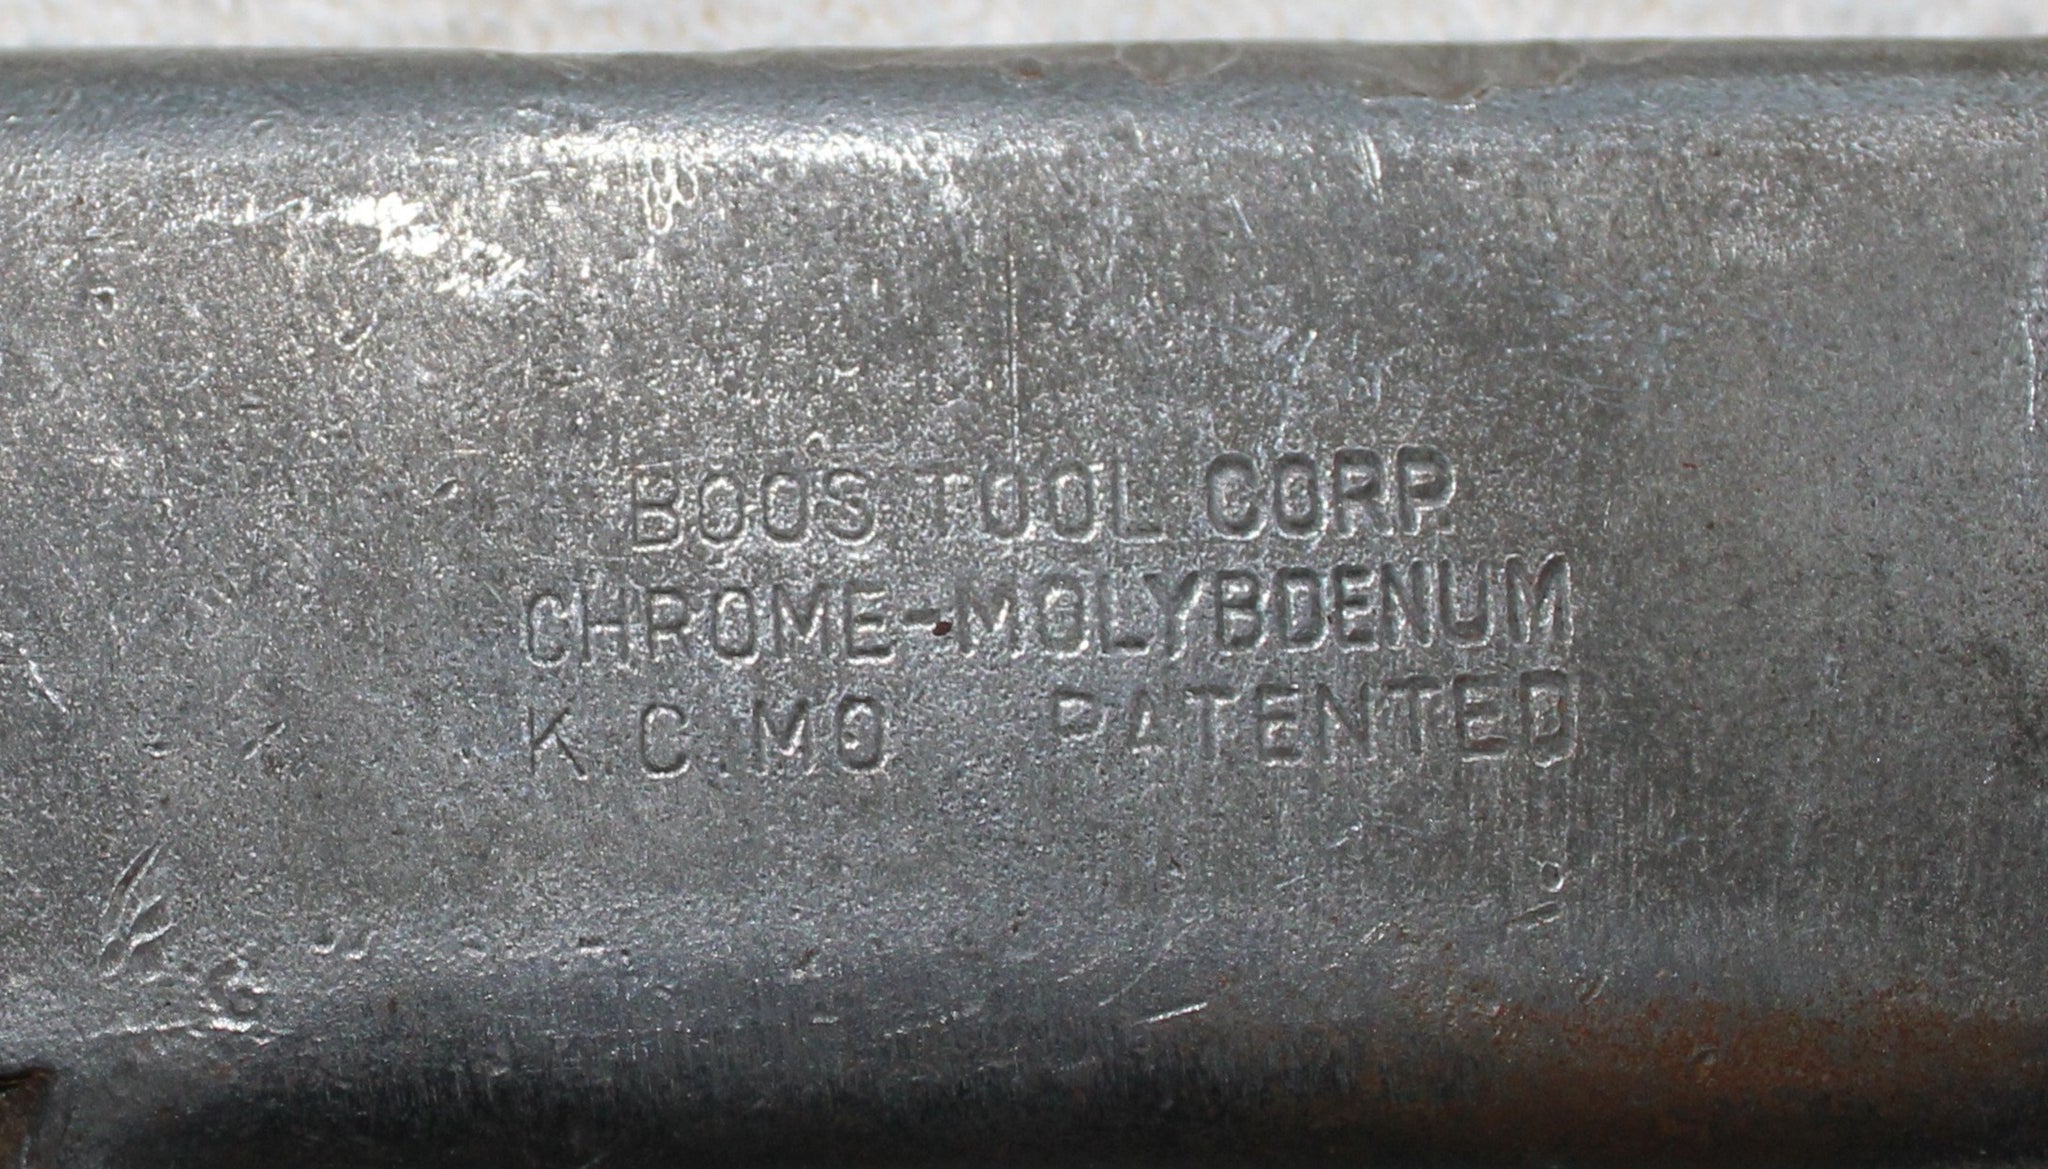 BOOS TOOL CORP.
CHROME-MOLYBDENUM
K.C.MO PATENTED